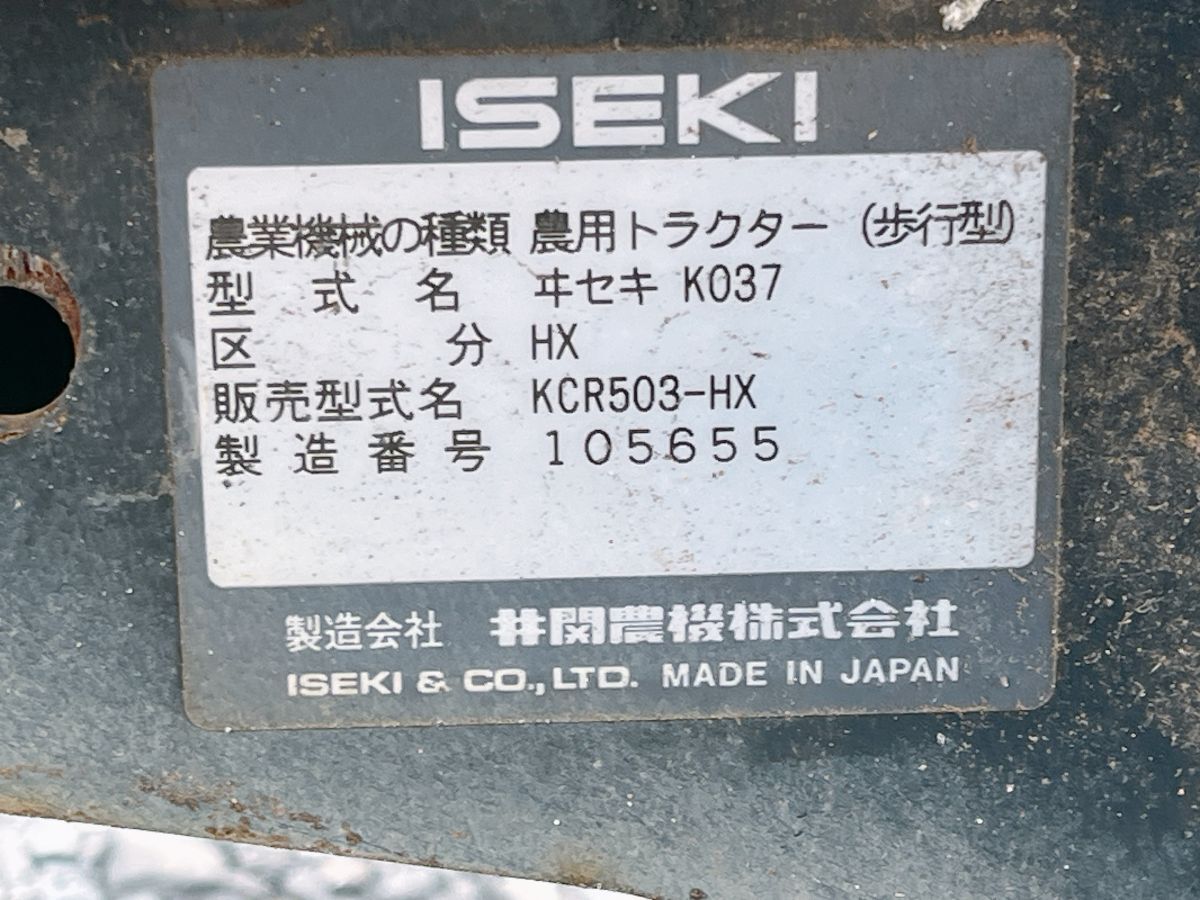 ISEKI
農業機械の種類 農用トラクター (歩行型)
型式名 ヰセキ K037
区分 HX
販売型式名 KCR503-HX
製造番号 105655
製造会社 井関農機株式会社
ISEKI & CO., LTD. MADE IN JAPAN